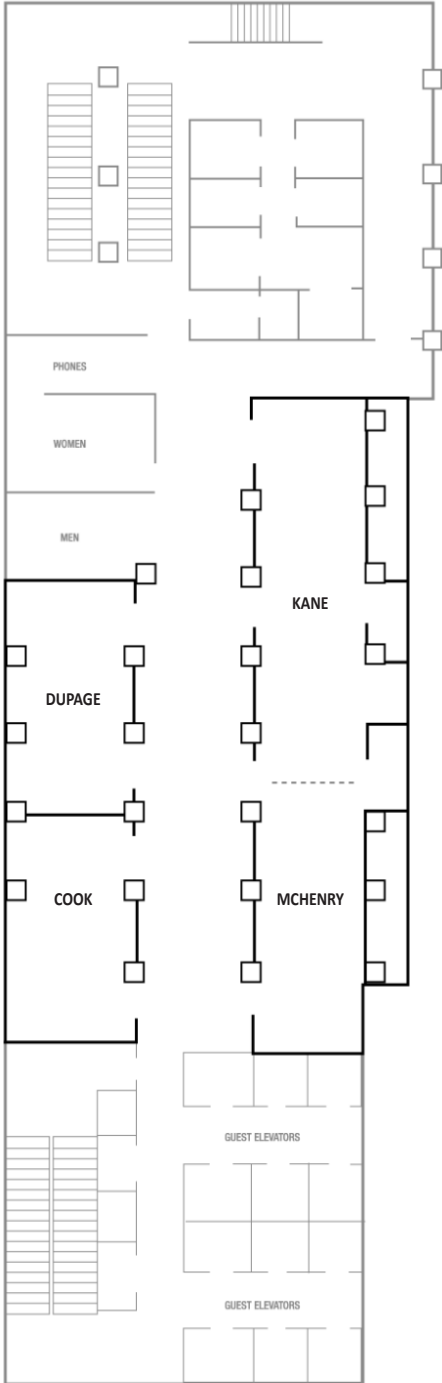 PHONES
WOMEN
MEN
KANE
DUPAGE
COOK
MCHENRY
GUEST ELEVATORS
GUEST ELEVATORS